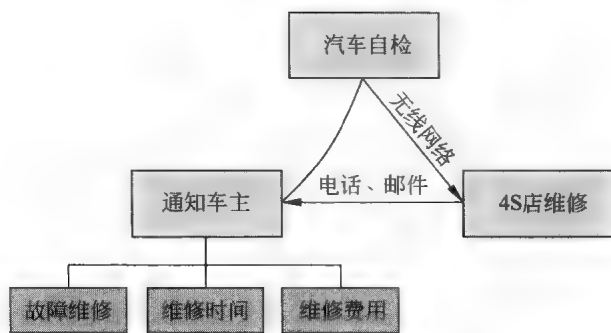 汽车自检
无线网络
电话、邮件
通知车主
4S店维修
故障维修
维修时间
维修费用